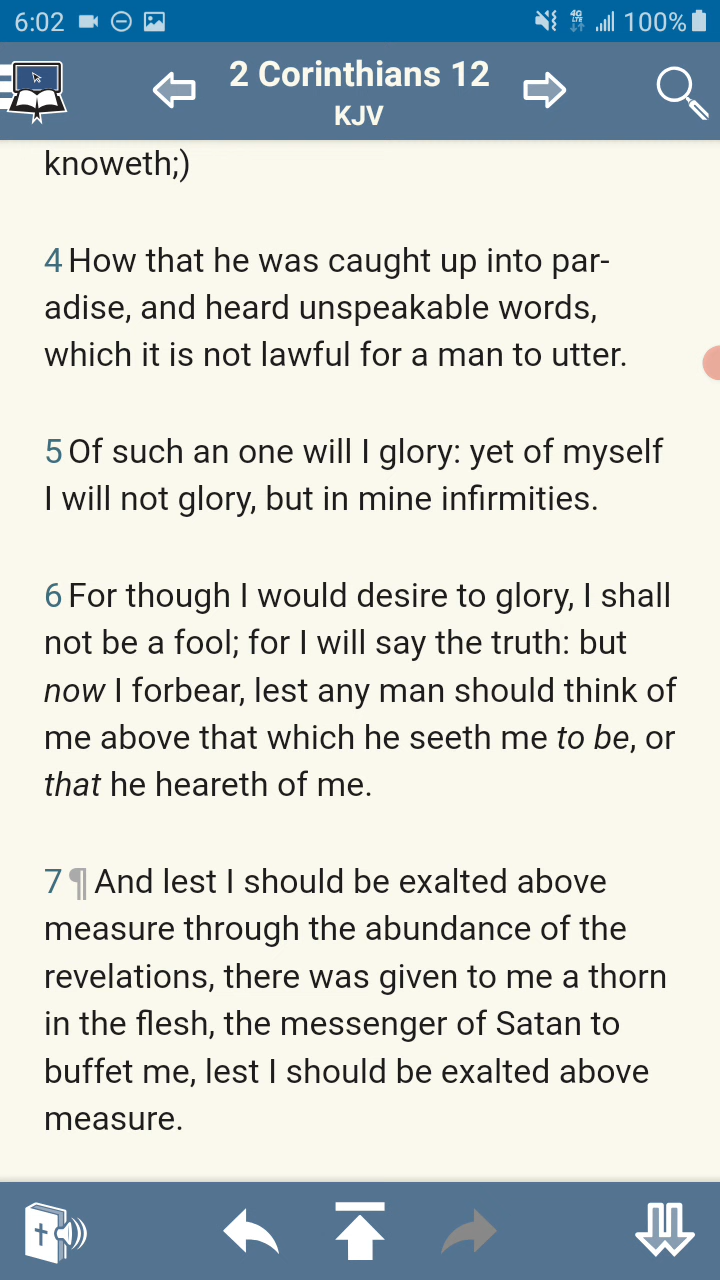 6:02
4G
LTE
100%
2 Corinthians 12
KJV
knoweth;)
4 How that he was caught up into par-
adise, and heard unspeakable words,
which it is not lawful for a man to utter.
5 Of such an one will I glory: yet of myself
I will not glory, but in mine infirmities.
6 For though I would desire to glory, I shall
not be a fool; for I will say the truth: but
now I forbear, lest any man should think of
me above that which he seeth me to be, or
that he heareth of me.
7 ¶ And lest I should be exalted above
measure through the abundance of the
revelations, there was given to me a thorn
in the flesh, the messenger of Satan to
buffet me, lest I should be exalted above
measure.